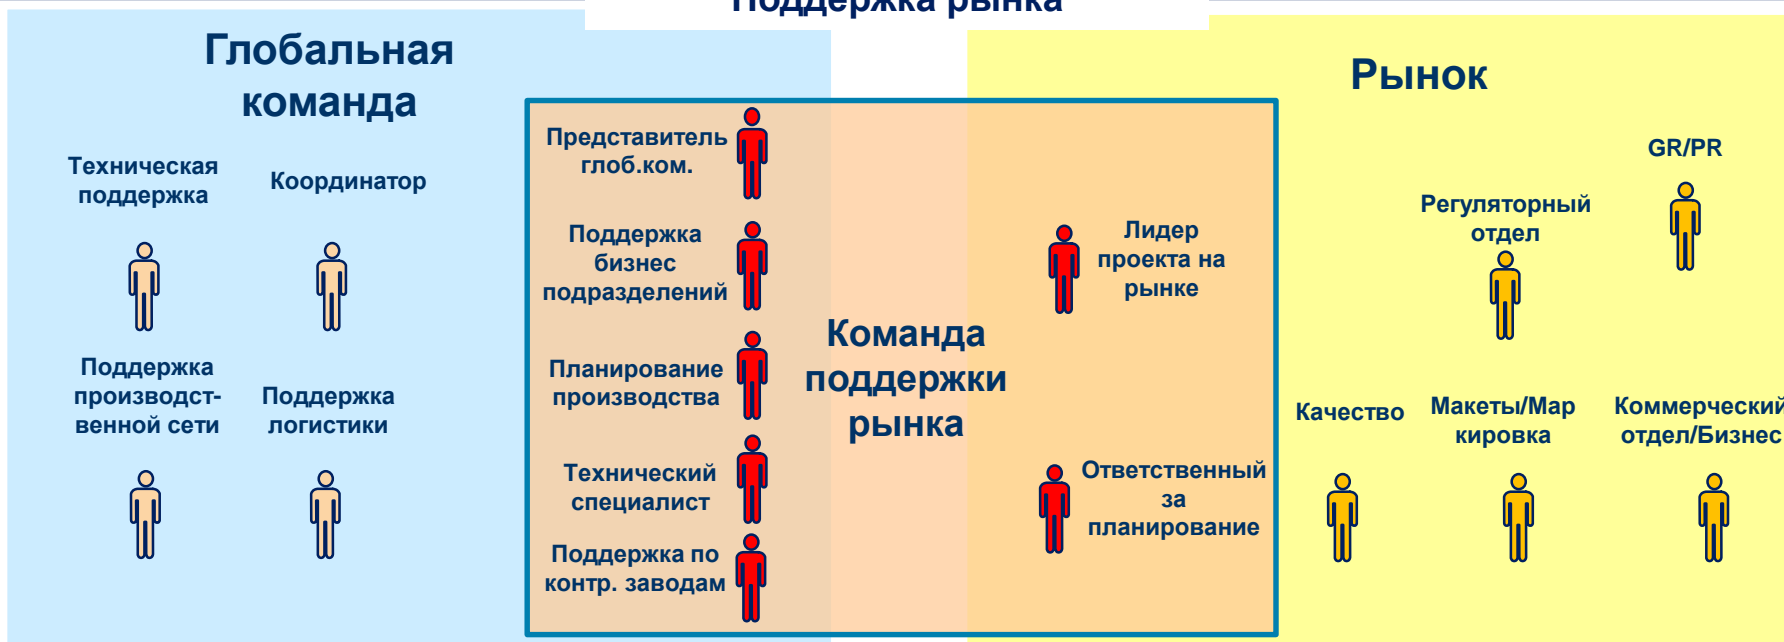 Поддержка рынка
Глобальная
команда
Техническая
поддержка
Координатор
Поддержка
производст-
венной сети
Поддержка
логистики
Представитель
глоб.ком.
Поддержка
бизнес
подразделений
Планирование
производства
Технический
специалист
Поддержка по
контр. заводам
Команда
поддержки
рынка
Лидер
проекта на
рынке
Ответственный
за
планирование
Рынок
GR/PR
Регуляторный
отдел
Качество
Макеты/Мар
кировка
Коммерческий
отдел/Бизнес